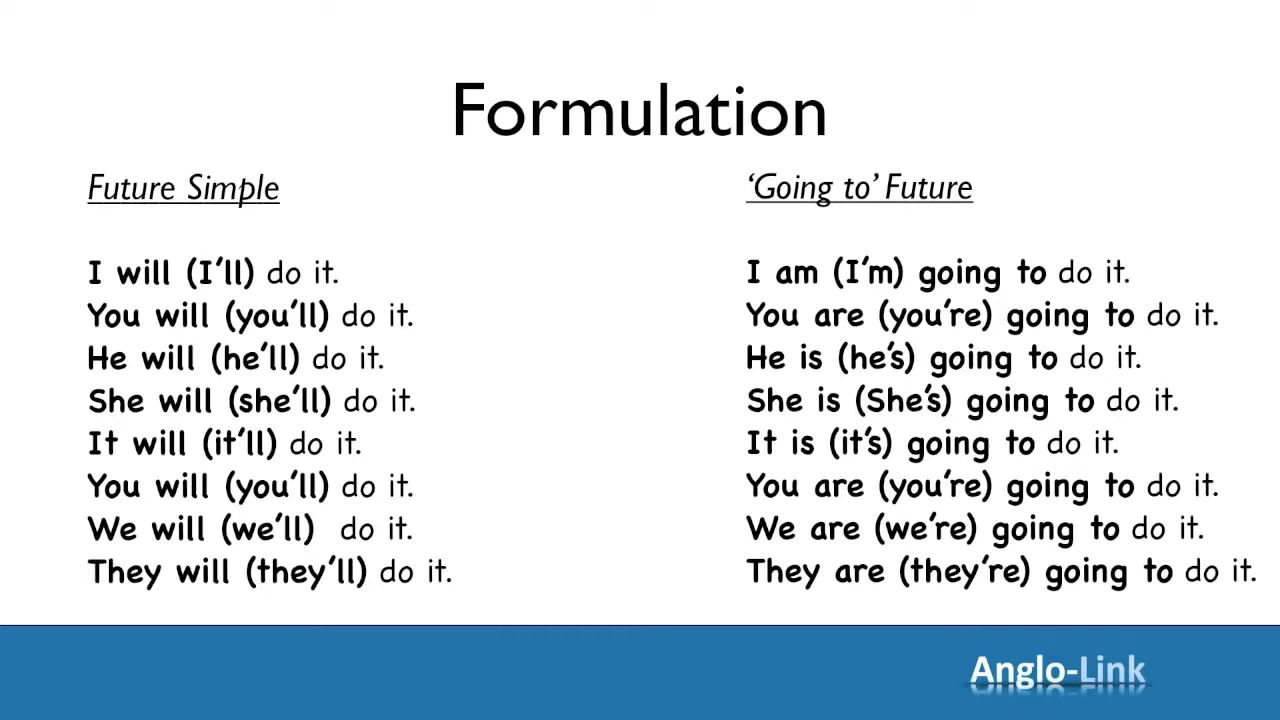 Formulation
Future Simple
I will (I’ll) do it.
You will (you’ll) do it.
He will (he’ll) do it.
She will (she’ll) do it.
It will (it’ll) do it.
You will (you’ll) do it.
We will (we’ll) do it.
They will (they’ll) do it.
‘Going to’ Future
I am (I’m) going to do it.
You are (you’re) going to do it.
He is (he’s) going to do it.
She is (She’s) going to do it.
It is (it’s) going to do it.
You are (you’re) going to do it.
We are (we’re) going to do it.
They are (they’re) going to do it.
Anglo-Link